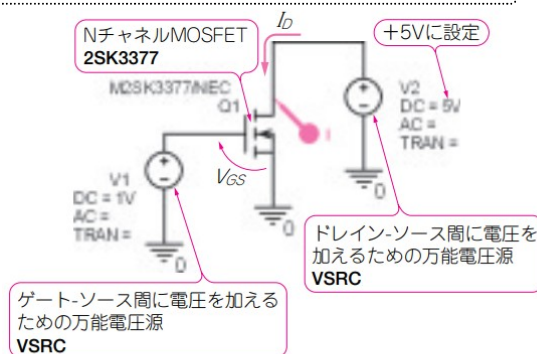 NチャネルMOSFET
2SK3377
ID
+5Vに設定
M2SK3377/NEC
Q1
V2
DC = 5V
AC =
TRAN =
I
VGS
V1
DC = 1V
AC =
TRAN =
0
0
0
ドレイン-ソース間に電圧を
加えるための万能電圧源
VSRC
ゲート-ソース間に電圧を加える
ための万能電圧源
VSRC